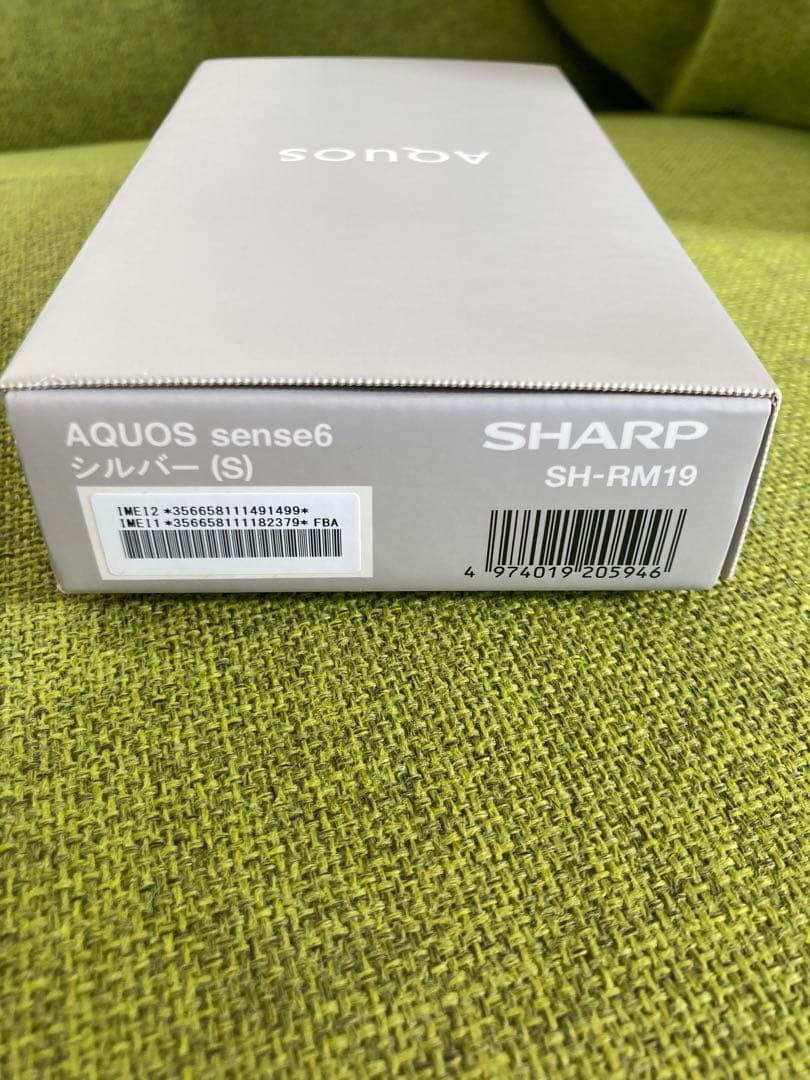 AQUOS
AQUOS sense6
シルバー(S)
SHARP
SH-RM19
IMEI2 *356658111491499*
IMEI1 *356658111182379* FBA
4 974019 205946